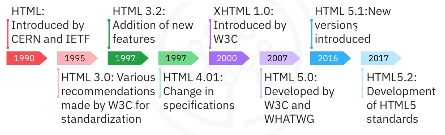 HTML:
Introduced by
CERN and IETF
1990
HTML 3.0: Various
recommendations
made by W3C for
standardization
1995
HTML 3.2:
Addition of new
features
1997
HTML 4.01:
Change in
specifications
1997
XHTML 1.0:
Introduced by
W3C
2000
HTML 5.0:
Developed by
W3C and
WHATWG
2007
HTML 5.1:New
versions
introduced
2016
HTML5.2:
Development
of HTML5
standards
2017